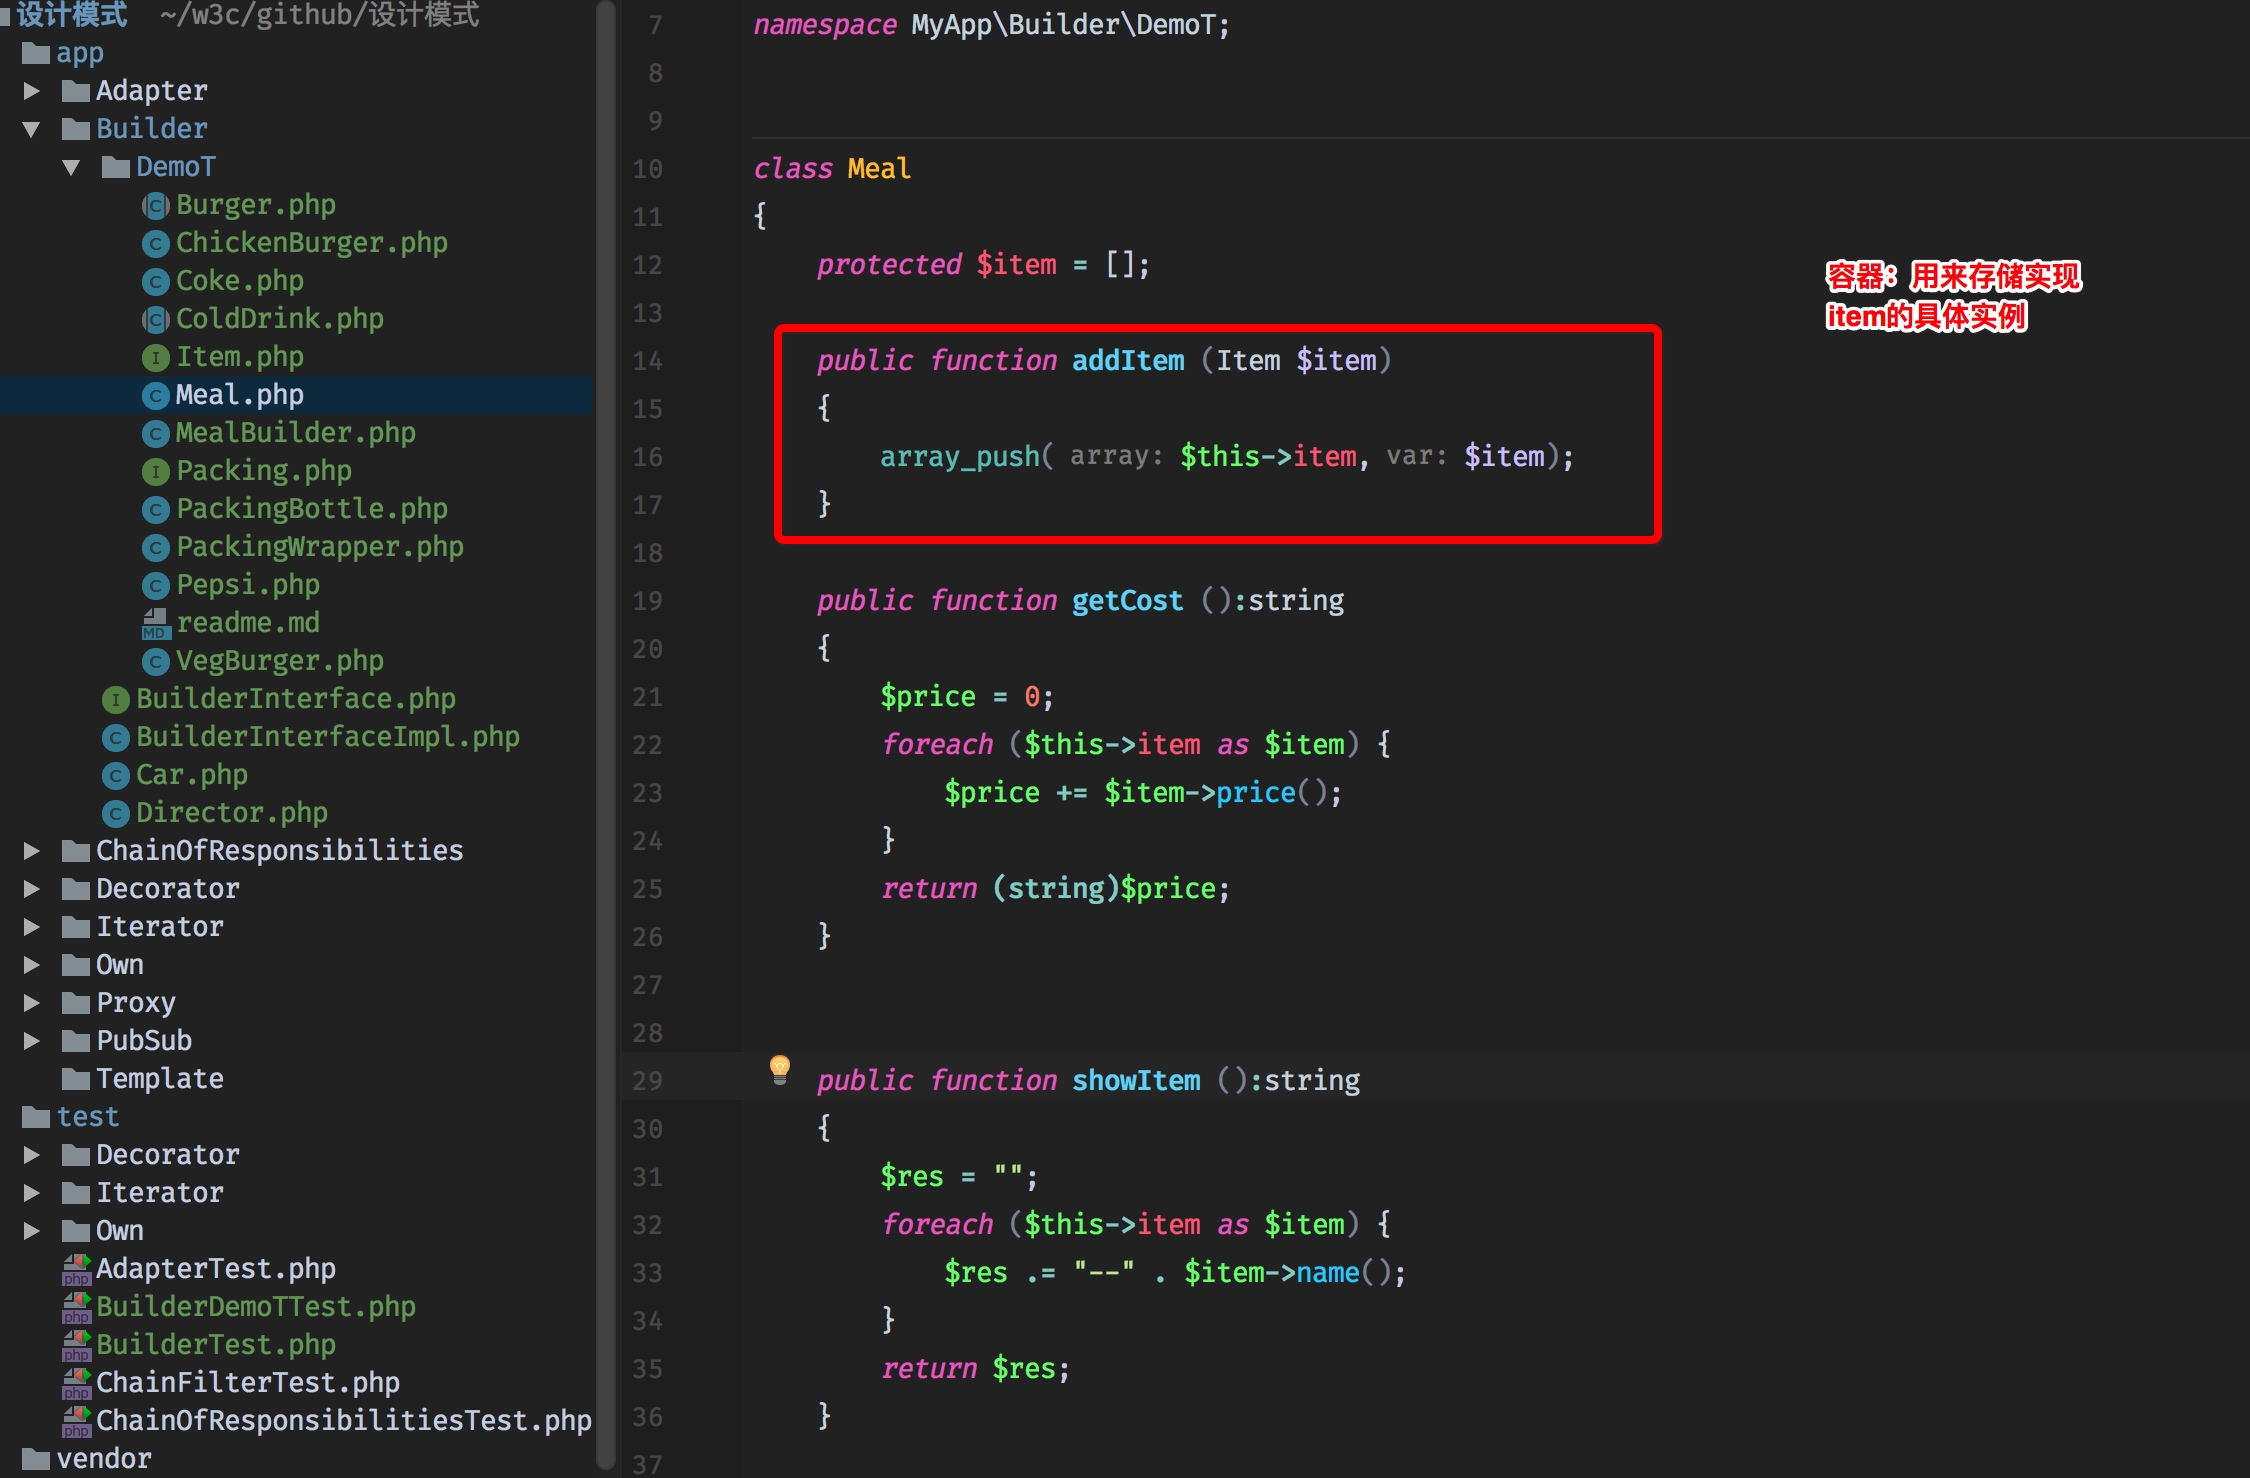 设计模式 ~/w3c/github/设计模式
app
Adapter
Builder
DemoT
Burger.php
ChickenBurger.php
Coke.php
ColdDrink.php
Item.php
Meal.php
MealBuilder.php
Packing.php
PackingBottle.php
PackingWrapper.php
Pepsi.php
readme.md
VegBurger.php
BuilderInterface.php
BuilderInterfaceImpl.php
Car.php
Director.php
ChainOfResponsibilities
Decorator
Iterator
Own
Proxy
PubSub
Template
test
Decorator
Iterator
Own
AdapterTest.php
BuilderDemoTTest.php
BuilderTest.php
ChainFilterTest.php
ChainOfResponsibilitiesTest.php
vendor
7 namespace MyApp\Builder\DemoT;
8
9
10 class Meal
11 {
12 protected $item = [];
13
14 public function addItem (Item $item)
15 {
16 array_push( array: $this->item, var: $item);
17 }
18
19 public function getCost ():string
20 {
21 $price = 0;
22 foreach ($this->item as $item) {
23 $price += $item->price();
24 }
25 return (string)$price;
26 }
27
28
29 public function showItem ():string
30 {
31 $res = "";
32 foreach ($this->item as $item) {
33 $res .= "--" . $item->name();
34 }
35 return $res;
36 }
37
容器：用来存储实现
item的具体实例